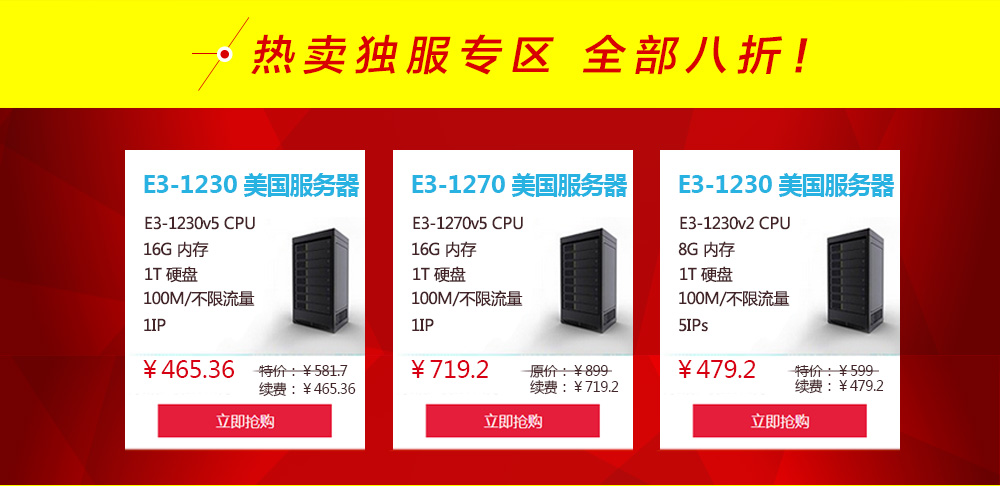 热卖独服专区 全部八折!
E3-1230 美国服务器
E3-1230v5 CPU
16G 内存
1T 硬盘
100M/不限流量
1IP
¥465.36
特价：¥581.7
续费：¥465.36
立即抢购
E3-1270 美国服务器
E3-1270v5 CPU
16G 内存
1T 硬盘
100M/不限流量
1IP
¥719.2
原价：¥899
续费：¥719.2
立即抢购
E3-1230 美国服务器
E3-1230v2 CPU
8G 内存
1T 硬盘
100M/不限流量
5IPs
¥479.2
特价：¥599
续费：¥479.2
立即抢购